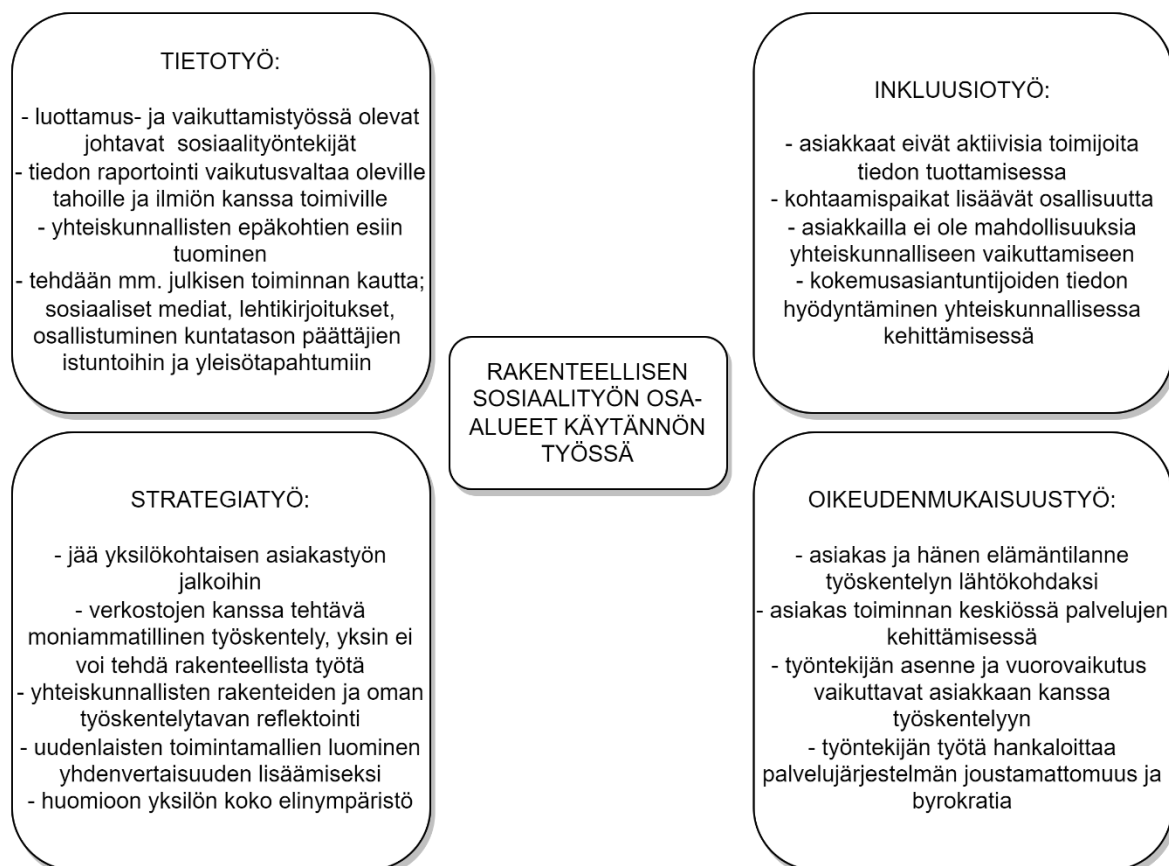 TIETOTYÖ:
- luottamus- ja vaikuttamistyössä olevat
johtavat sosiaalityöntekijät
- tiedon raportointi vaikutusvaltaa oleville
tahoille ja ilmiön kanssa toimiville
- yhteiskunnallisten epäkohtien esiin
tuominen
- tehdään mm. julkisen toiminnan kautta;
sosiaaliset mediat, lehtikirjoitukset,
osallistuminen kuntatason päättäjien
istuntoihin ja yleisötapahtumiin
INKLUUSIOTYÖ:
- asiakkaat eivät aktiivisia toimijoita
tiedon tuottamisessa
- kohtaamispaikat lisäävät osallisuutta
- asiakkailla ei ole mahdollisuuksia
yhteiskunnalliseen vaikuttamiseen
- kokemusasiantuntijoiden tiedon
hyödyntäminen yhteiskunnallisessa
kehittämisessä
RAKENTEELLISEN
SOSIAALITYÖN OSA-
ALUEET KÄYTÄNNÖN
TYÖSSÄ
STRATEGIATYÖ:
- jää yksilökohtaisen asiakastyön
jalkoihin
- verkostojen kanssa tehtävä
moniammatillinen työskentely, yksin ei
voi tehdä rakenteellista työtä
- yhteiskunnallisten rakenteiden ja oman
työskentelytavan reflektointi
- uudenlaisten toimintamallien luominen
yhdenvertaisuuden lisäämiseksi
- huomioon yksilön koko elinympäristö
OIKEUDENMUKAISUUSTYÖ:
- asiakas ja hänen elämäntilanne
työskentelyn lähtökohdaksi
- asiakas toiminnan keskiössä palvelujen
kehittämisessä
- työntekijän asenne ja vuorovaikutus
vaikuttavat asiakkaan kanssa
työskentelyyn
- työntekijän työtä hankaloittaa
palvelujärjestelmän joustamattomuus ja
byrokratia